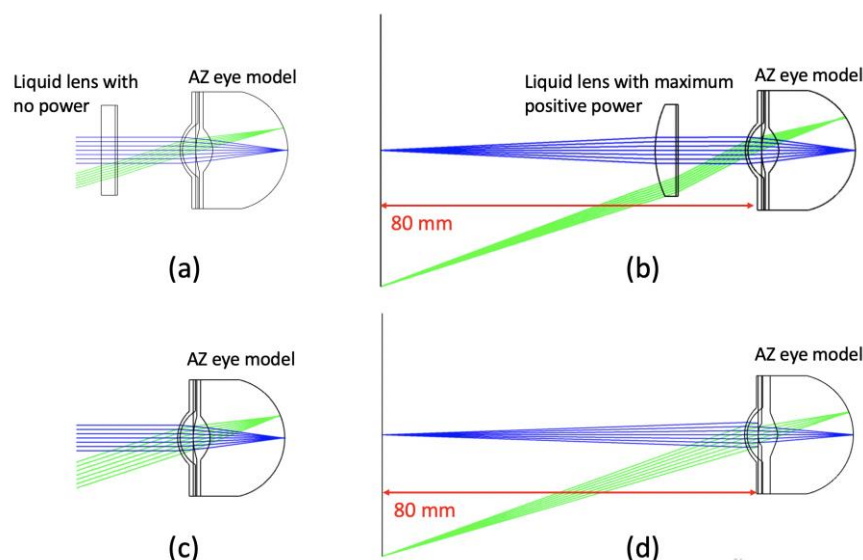 Liquid lens with
no power
AZ eye model
Liquid lens with maximum
positive power
AZ eye model
80 mm
(a)
(b)
AZ eye model
AZ eye model
80 mm
(c)
(d)